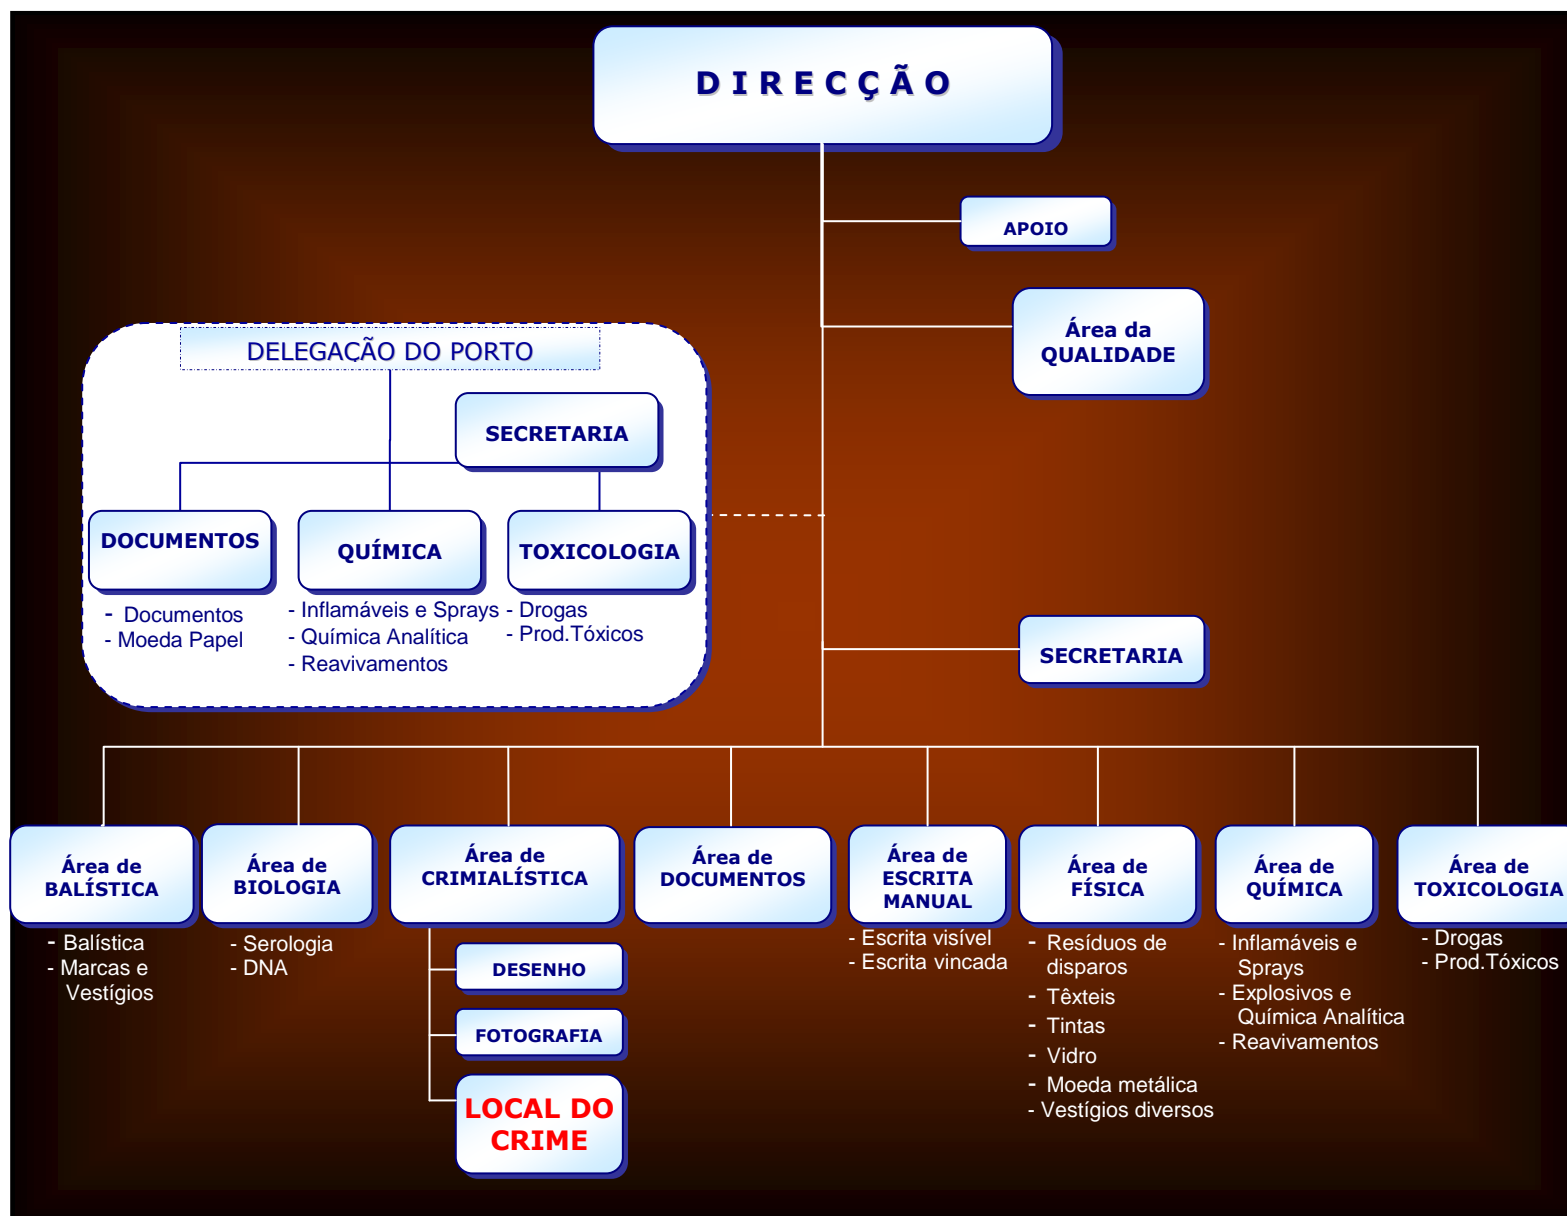 D I R E C Ç Ã O
APOIO
Área da
QUALIDADE
DELEGAÇÃO DO PORTO
SECRETARIA
DOCUMENTOS
- Documentos
- Moeda Papel
QUÍMICA
- Inflamáveis e Sprays
- Química Analítica
- Reavivamentos
TOXICOLOGIA
- Drogas
- Prod.Tóxicos
SECRETARIA
Área de
BALÍSTICA
- Balística
- Marcas e
Vestígios
Área de
BIOLOGIA
- Serologia
- DNA
Área de
CRIMIALÍSTICA
DESENHO
FOTOGRAFIA
LOCAL DO
CRIME
Área de
DOCUMENTOS
Área de
ESCRITA
MANUAL
- Escrita visível
- Escrita vincada
Área de
FÍSICA
- Resíduos de
disparos
- Têxteis
- Tintas
- Vidro
- Moeda metálica
- Vestígios diversos
Área de
QUÍMICA
- Inflamáveis e
Sprays
- Explosivos e
Química Analítica
- Reavivamentos
Área de
TOXICOLOGIA
- Drogas
- Prod.Tóxicos